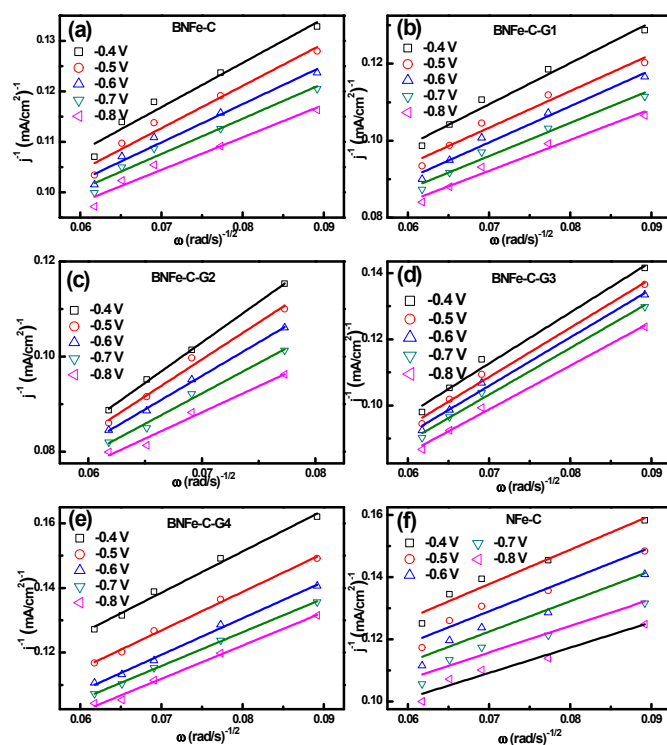 (a)
BNFe-C
-0.4 V
-0.5 V
-0.6 V
-0.7 V
-0.8 V
0.13
0.12
0.11
0.10
j⁻¹ (mA/cm²)⁻¹
0.06 0.07 0.08 0.09
ω (rad/s)⁻¹/²
(b)
BNFe-C-G1
-0.4 V
-0.5 V
-0.6 V
-0.7 V
-0.8 V
0.12
0.10
0.08
j⁻¹ (mA/cm²)⁻¹
0.06 0.07 0.08 0.09
ω (rad/s)⁻¹/²
(c)
BNFe-C-G2
-0.4 V
-0.5 V
-0.6 V
-0.7 V
-0.8 V
0.12
0.10
0.08
j⁻¹ (mA/cm²)⁻¹
0.06 0.07 0.08
ω (rad/s)⁻¹/²
(d)
BNFe-C-G3
-0.4 V
-0.5 V
-0.6 V
-0.7 V
-0.8 V
0.14
0.12
0.10
j⁻¹ (mA/cm²)⁻¹
0.06 0.07 0.08 0.09
ω (rad/s)⁻¹/²
(e)
BNFe-C-G4
-0.4 V
-0.5 V
-0.6 V
-0.7 V
-0.8 V
0.16
0.14
0.12
j⁻¹ (mA/cm²)⁻¹
0.06 0.07 0.08 0.09
ω (rad/s)⁻¹/²
(f)
NFe-C
-0.4 V -0.7 V
-0.5 V -0.8 V
-0.6 V
0.16
0.14
0.12
0.10
j⁻¹ (mA/cm²)⁻¹
0.06 0.07 0.08 0.09
ω (rad/s)⁻¹/²